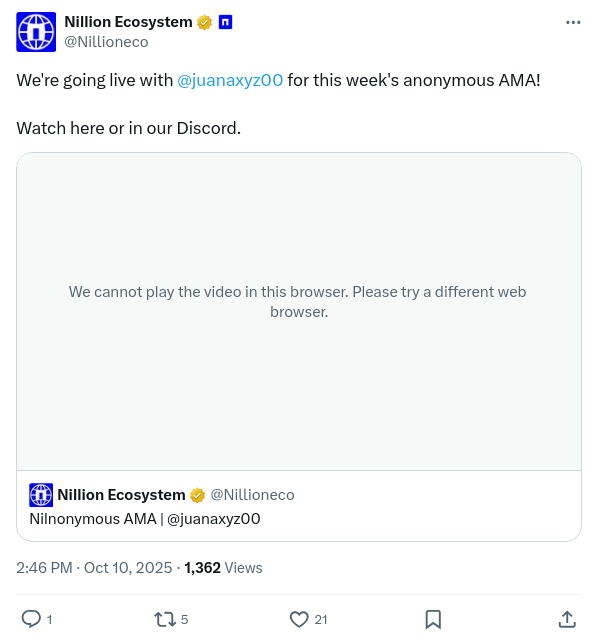 Nillion Ecosystem
@Nillioneco
We're going live with @juanaxyz00 for this week's anonymous AMA!
Watch here or in our Discord.
We cannot play the video in this browser. Please try a different web
browser.
Nillion Ecosystem @Nillioneco
Nilnonymous AMA | @juanaxyz00
2:46 PM · Oct 10, 2025 · 1,362 Views
1 5 21